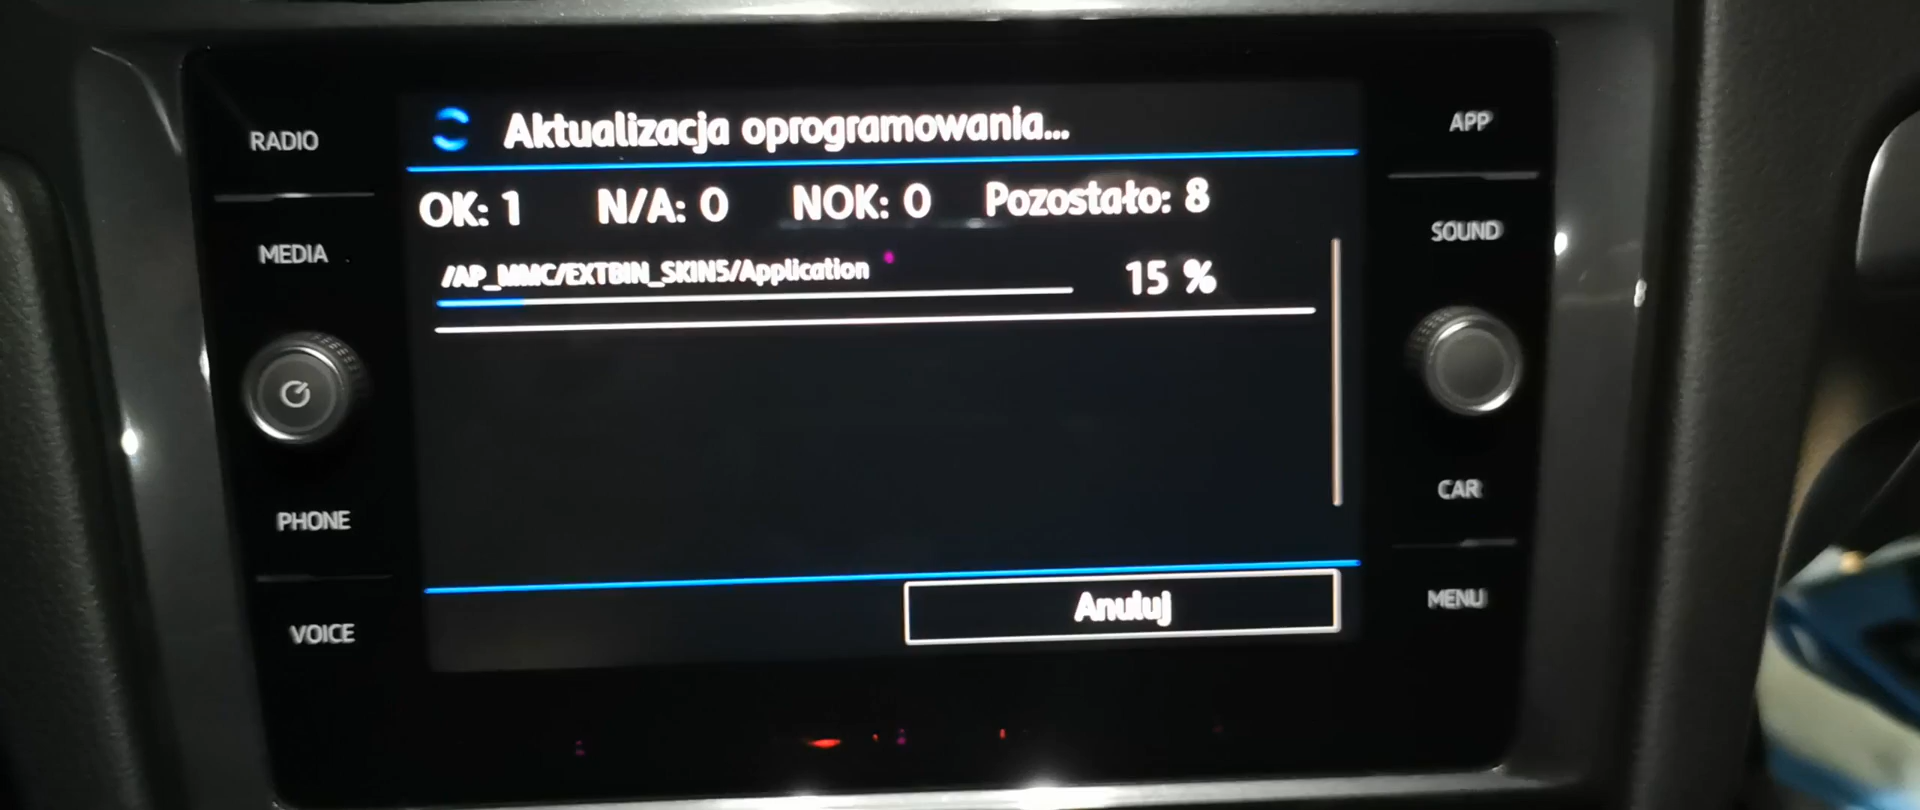 Aktualizacja oprogramowania...
OK: 1 N/A: 0 NOK: 0 Pozostało: 8
/AP_MMC/EXTBIN_SKIN5/Application 15 %
Anuluj
RADIO
MEDIA
PHONE
VOICE
APP
SOUND
CAR
MENU